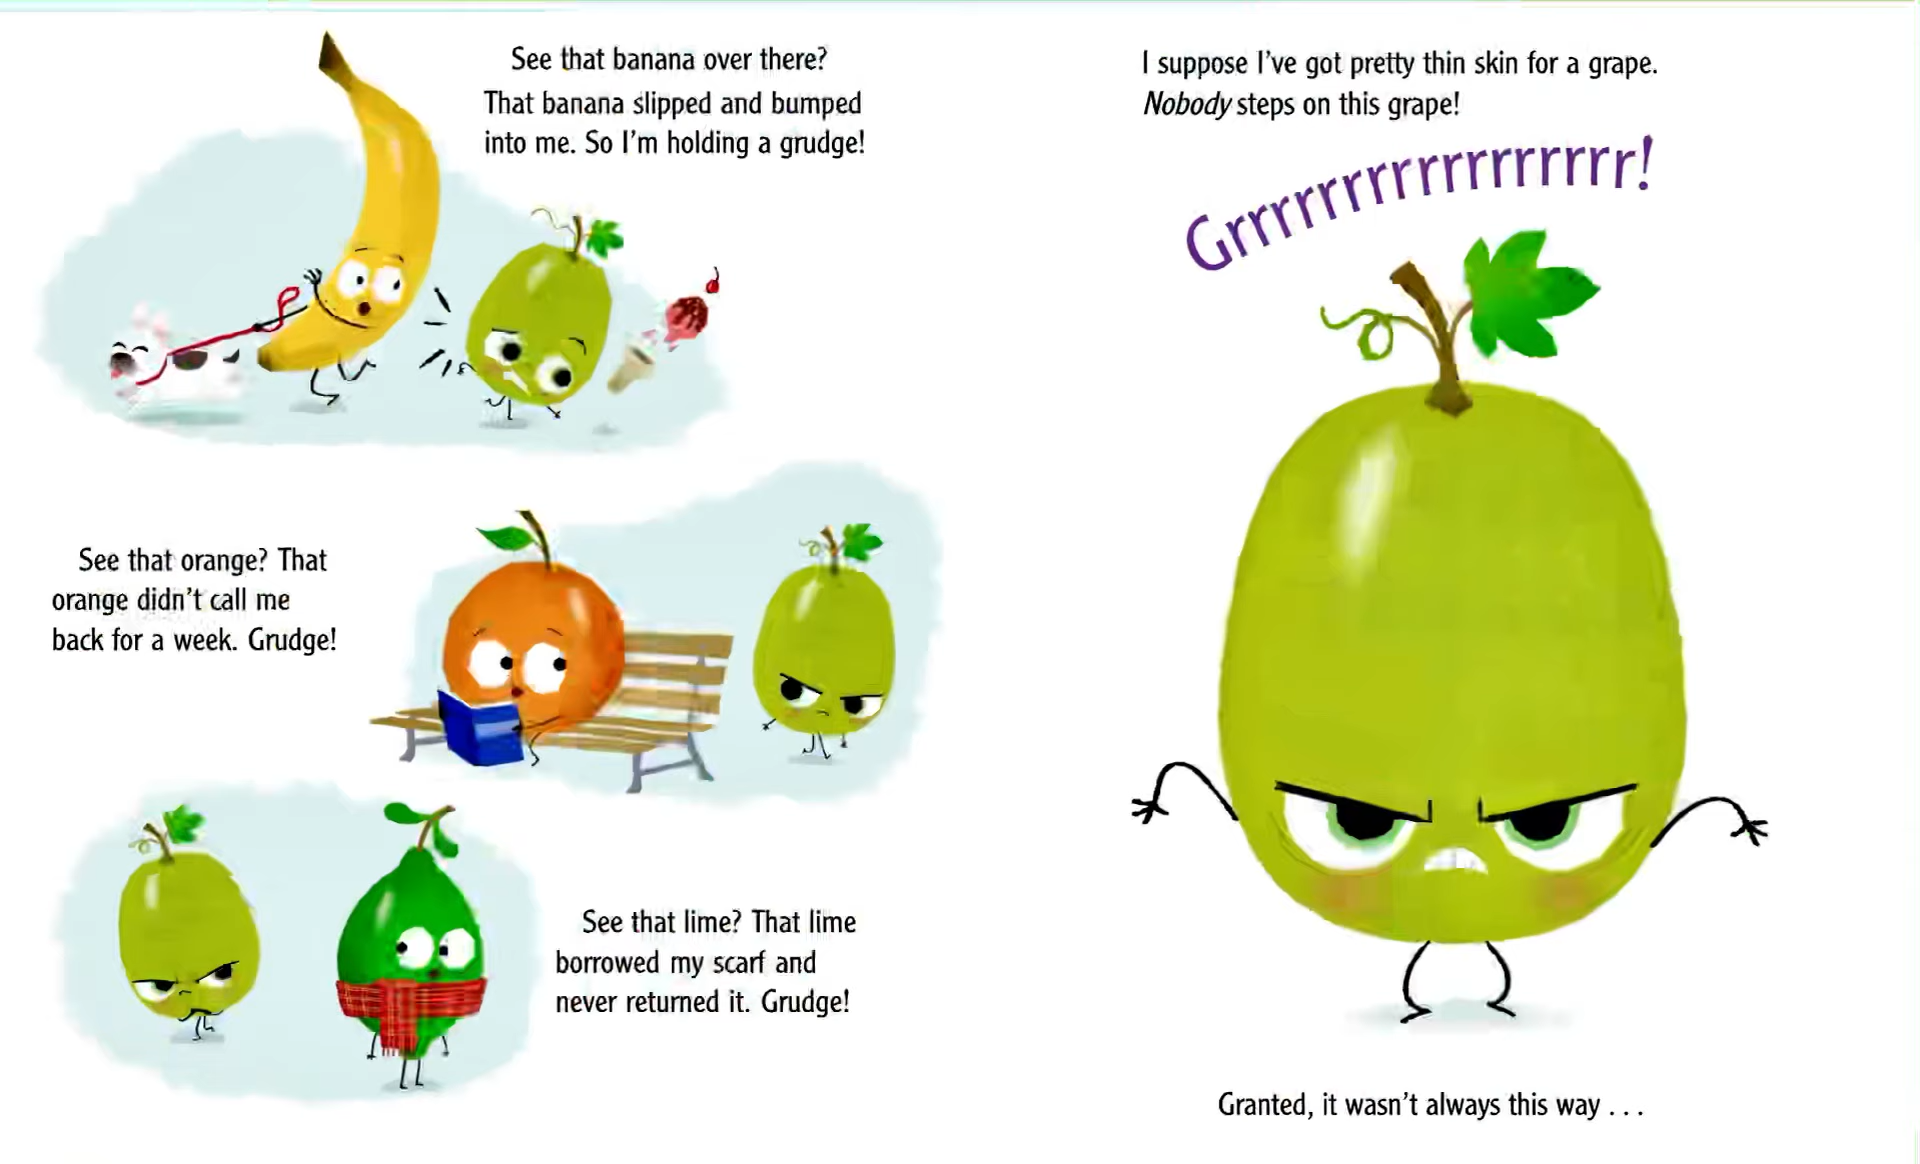 See that banana over there?
That banana slipped and bumped
into me. So I'm holding a grudge!
See that orange? That
orange didn't call me
back for a week. Grudge!
See that lime? That lime
borrowed my scarf and
never returned it. Grudge!
I suppose I've got pretty thin skin for a grape.
Nobody steps on this grape!
Grrrrrrrrrrrrrrrrr!
Granted, it wasn't always this way . . .